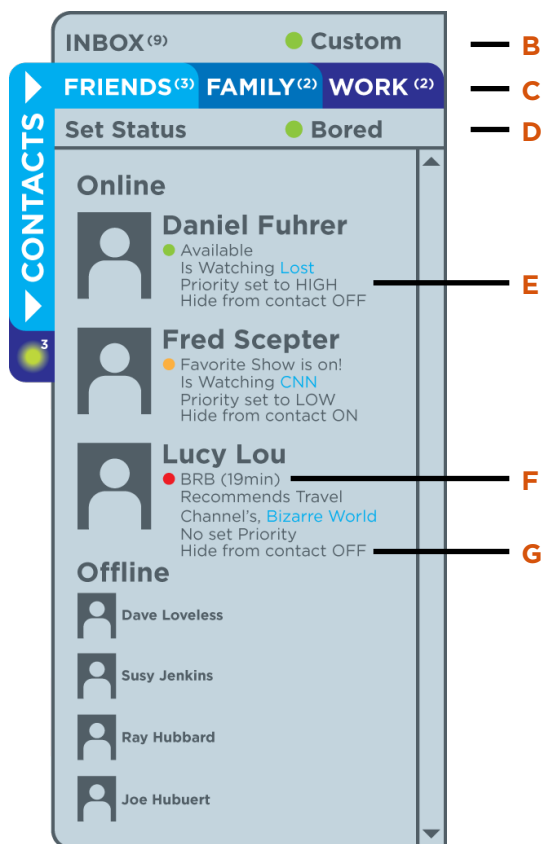 INBOX (9) Custom B
FRIENDS (3) FAMILY (2) WORK (2) C
Set Status Bored D
CONTACTS
3
Online
Daniel Fuhrer
Available
Is Watching Lost
Priority set to HIGH E
Hide from contact OFF
Fred Scepter
Favorite Show is on!
Is Watching CNN
Priority set to LOW
Hide from contact ON
Lucy Lou
BRB (19min) F
Recommends Travel
Channel's, Bizarre World
No set Priority
Hide from contact OFF G
Offline
Dave Loveless
Susy Jenkins
Ray Hubbard
Joe Hubuert